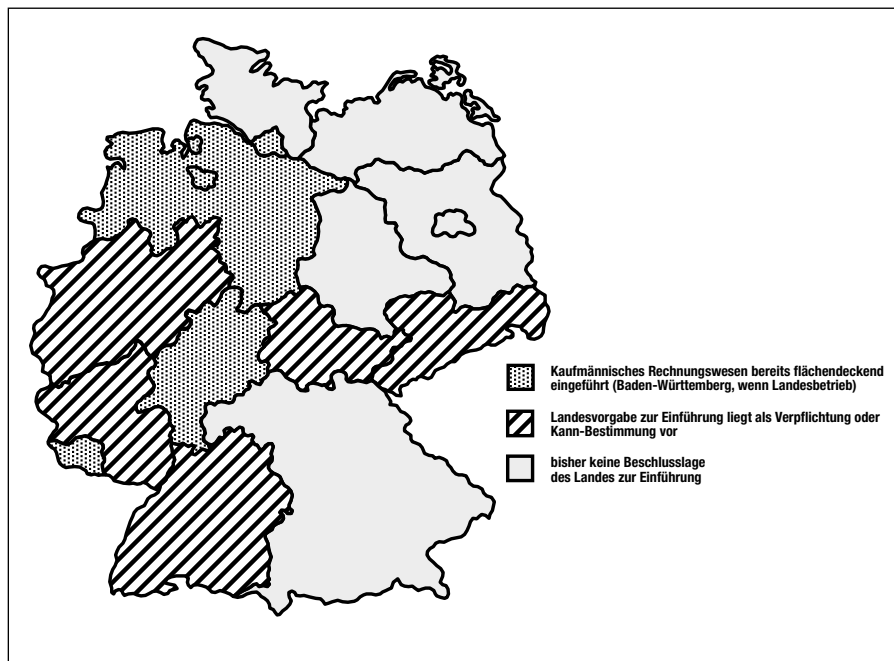 Kaufmännisches Rechnungswesen bereits flächendeckend
eingeführt (Baden-Württemberg, wenn Landesbetrieb)
Landesvorgabe zur Einführung liegt als Verpflichtung oder
Kann-Bestimmung vor
bisher keine Beschlusslage
des Landes zur Einführung